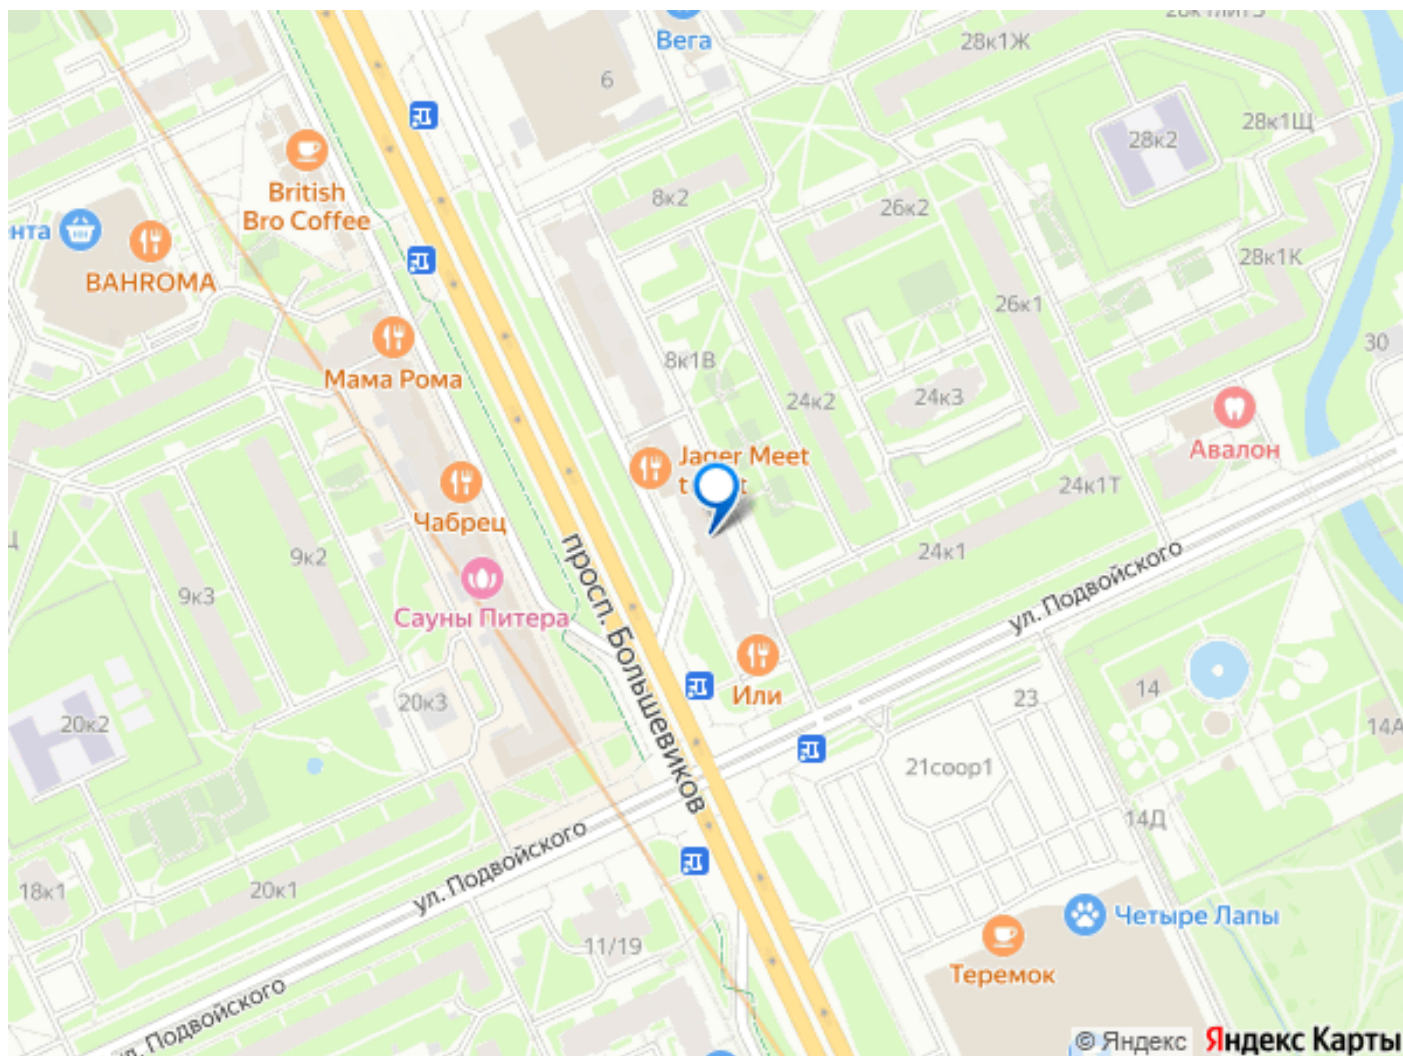 28к1Ж
Вега
6
28к1Щ
28к2
British
Bro Coffee
8к2
26к2
нта
BAHROMA
28к1К
26к1
30
8к1В
Мама Рома
24к2
24к3
Авалон
Jager Meet
24к1Т
Чабрец
9к2
24к1
9к3
просп. Большевиков
ул. Подвойского
Сауны Питера
Или
14
23
20к3
20к2
14А
21соор1
14Д
ул. Подвойского
18к1
20к1
Четыре Лапы
11/19
Теремок
ул. Подвойского
© Яндекс Яндекс Карты